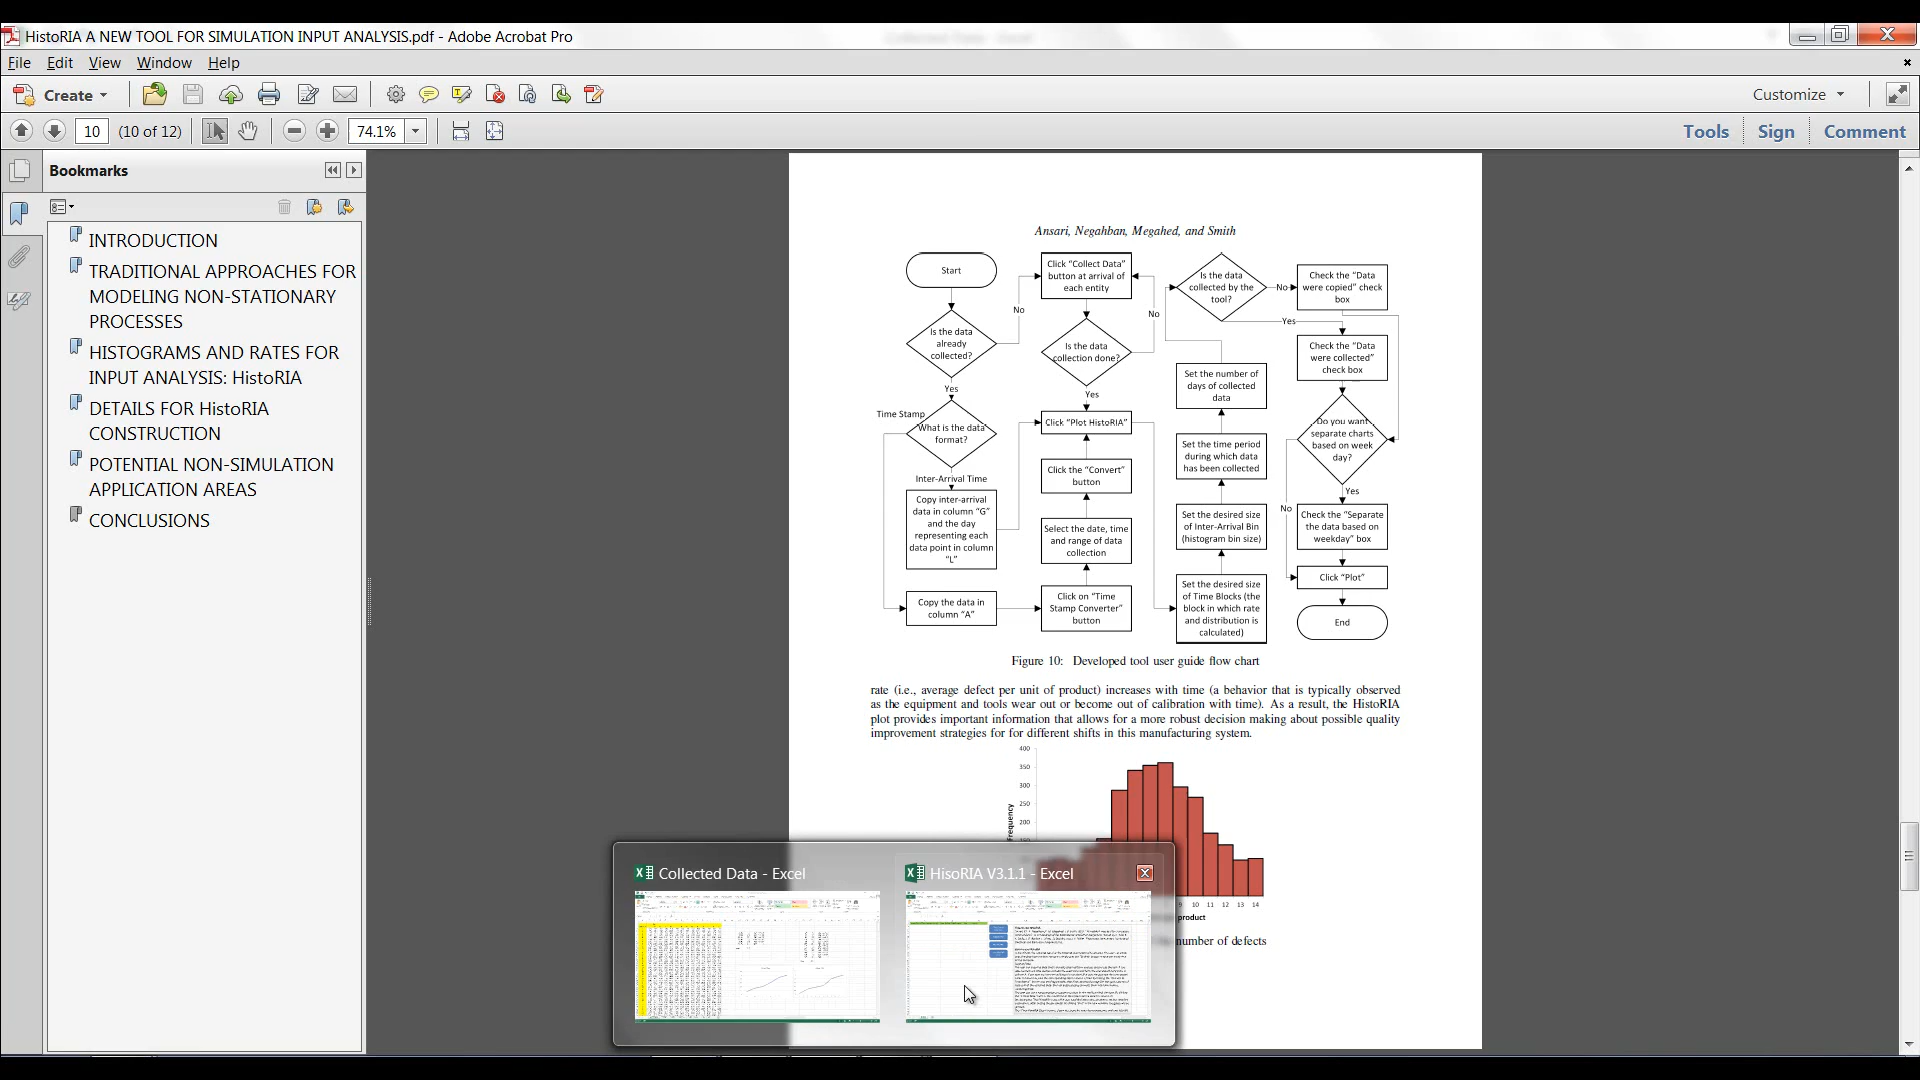 HistoRIA A NEW TOOL FOR SIMULATION INPUT ANALYSIS.pdf - Adobe Acrobat Pro
File Edit View Window Help
Create
Customize
10 (10 of 12) 74.1%
Tools Sign Comment
Bookmarks
INTRODUCTION
TRADITIONAL APPROACHES FOR
MODELING NON-STATIONARY
PROCESSES
HISTOGRAMS AND RATES FOR
INPUT ANALYSIS: HistoRIA
DETAILS FOR HistoRIA
CONSTRUCTION
POTENTIAL NON-SIMULATION
APPLICATION AREAS
CONCLUSIONS
Ansari, Negahban, Megahed, and Smith
Start
Is the data
already
collected?
No
Yes
Time Stamp
What is the data
format?
Inter-Arrival Time
Copy inter-arrival
data in column "G"
and the day
representing each
data point in column
"L"
Copy the data in
column "A"
Click "Collect Data"
button at arrival of
each entity
Is the data
collection done?
No
Yes
Click "Plot HistoRIA"
Click the "Convert"
button
Select the date, time
and range of data
collection
Click on "Time
Stamp Converter"
button
Is the data
collected by the
tool?
No
Yes
Set the number of
days of collected
data
Set the time period
during which data
has been collected
Set the desired size
of Inter-Arrival Bin
(histogram bin size)
Set the desired size
of Time Blocks (the
block in which rate
and distribution is
calculated)
Check the "Data
were copied" check
box
Check the "Data
were collected"
check box
Do you want
separate charts
based on week
day?
Yes
No
Check the "Separate
the data based on
weekday" box
Click "Plot"
End
Figure 10: Developed tool user guide flow chart
rate (i.e., average defect per unit of product) increases with time (a behavior that is typically observed
as the equipment and tools wear out or become out of calibration with time). As a result, the HistoRIA
plot provides important information that allows for a more robust decision making about possible quality
improvement strategies for for different shifts in this manufacturing system.
400
350
300
250
200
Frequency
9 10 11 12 13 14
product
number of defects
Collected Data - Excel
HisoRIA V3.1.1 - Excel